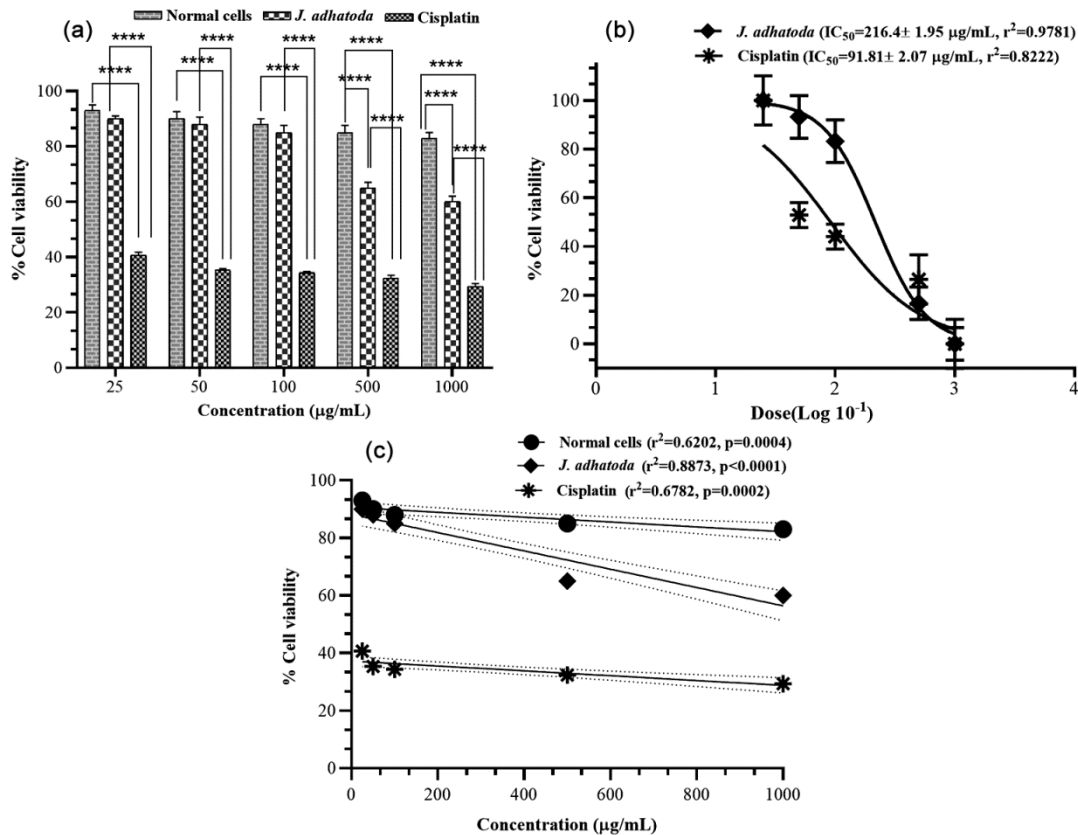 (a)
Normal cells J. adhatoda Cisplatin
**** **** **** **** ****
**** **** **** **** ****
**** ****
**** ****
% Cell viability
100
80
60
40
20
0
25 50 100 500 1000
Concentration (µg/mL)
(b)
J. adhatoda (IC50=216.4± 1.95 µg/mL, r²=0.9781)
Cisplatin (IC50=91.81± 2.07 µg/mL, r²=0.8222)
% Cell viability
100
80
60
40
20
0
0 1 2 3 4
Dose(Log 10⁻¹)
(c)
Normal cells (r²=0.6202, p=0.0004)
J. adhatoda (r²=0.8873, p<0.0001)
Cisplatin (r²=0.6782, p=0.0002)
% Cell viability
100
80
60
40
20
0
0 200 400 600 800 1000
Concentration (µg/mL)